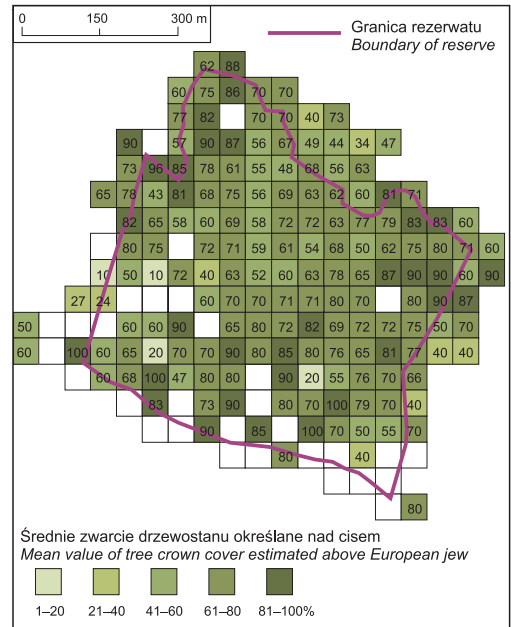 0 150 300 m
Granica rezerwatu
Boundary of reserve
62 88
60 75 86 70 70
77 82 70 70 40 73
90 57 90 87 56 67 49 44 34 47
73 96 85 78 61 55 48 68 56 63
65 78 43 81 68 75 56 69 63 62 60 81 71
82 65 58 60 69 58 72 72 63 77 79 83 83 60
80 75 72 71 59 61 54 68 50 62 75 80 71 60
10 50 10 72 40 63 52 60 63 78 65 87 90 90 60 90
27 24 60 70 70 71 71 80 70 80 90 87
50 60 60 90 65 80 72 82 69 72 72 75 50 70
60 100 60 65 20 70 70 90 80 85 80 76 65 81 77 40 40
60 68 100 47 80 80 90 20 55 76 70 66
83 73 90 80 70 100 79 70 40
90 85 100 70 50 55 70
80 40
80
Średnie zwarcie drzewostanu określane nad cisem
Mean value of tree crown cover estimated above European jew
1–20 21–40 41–60 61–80 81–100%